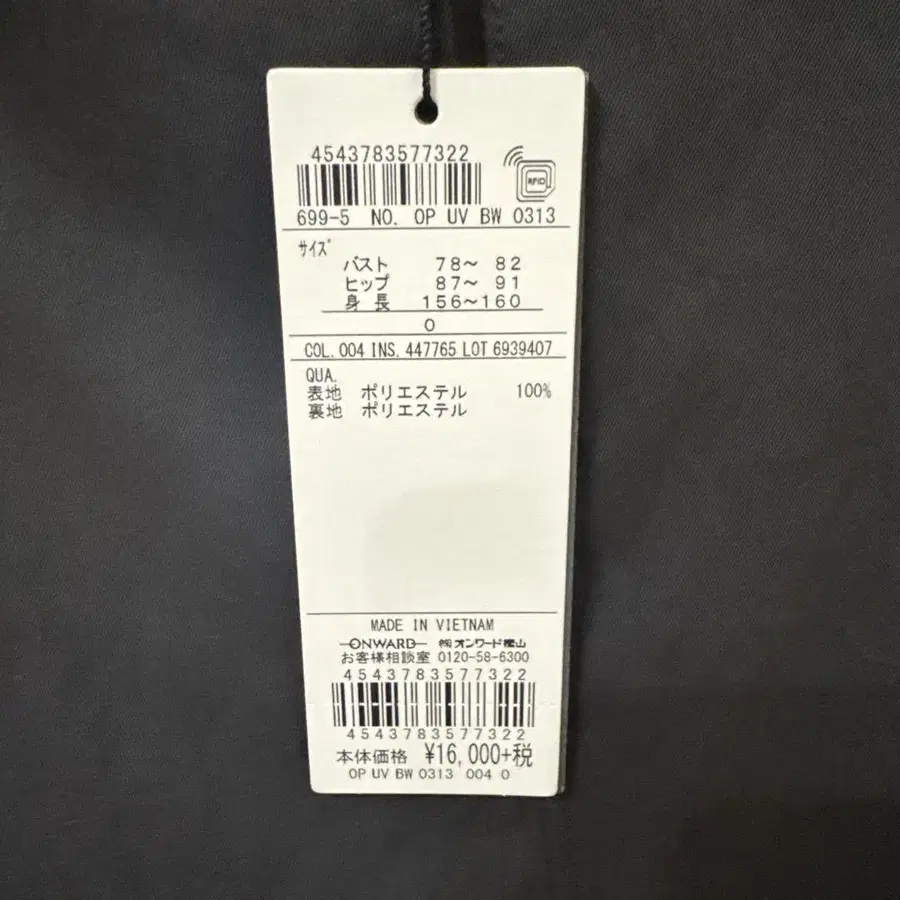 4543783577322
RFID
699-5 NO. OP UV BW 0313
サイズ
バスト 78～ 82
ヒップ 87～ 91
身長 156～160
0
COL. 004 INS. 447765 LOT 6939407
QUA.
表地 ポリエステル 100%
裏地 ポリエステル
MADE IN VIETNAM
ONWARD ㈱オンワード樫山
お客様相談室 0120-58-6300
4543783577322
4543783577322
本体価格 ¥16,000+税
OP UV BW 0313 004 0